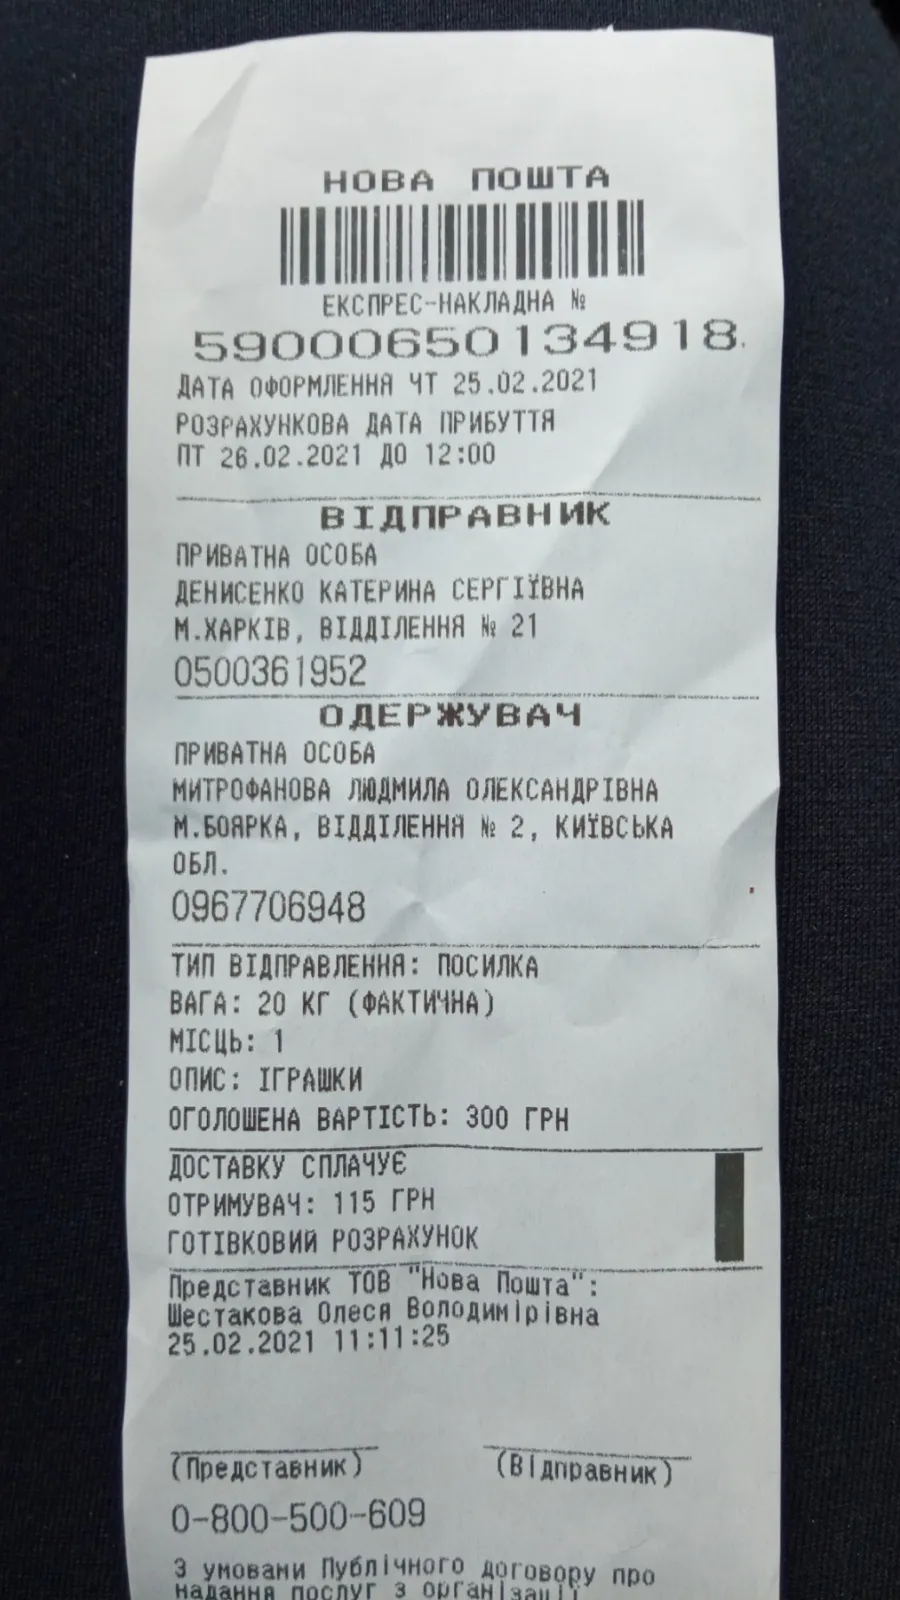 НОВА ПОШТА
ЕКСПРЕС-НАКЛАДНА №
59000650134918.
ДАТА ОФОРМЛЕННЯ ЧТ 25.02.2021
РОЗРАХУНКОВА ДАТА ПРИБУТТЯ
ПТ 26.02.2021 ДО 12:00
ВІДПРАВНИК
ПРИВАТНА ОСОБА
ДЕНИСЕНКО КАТЕРИНА СЕРГІЇВНА
М.ХАРКІВ, ВІДДІЛЕННЯ № 21
0500361952
ОДЕРЖУВАЧ
ПРИВАТНА ОСОБА
МИТРОФАНОВА ЛЮДМИЛА ОЛЕКСАНДРІВНА
М.БОЯРКА, ВІДДІЛЕННЯ № 2, КИЇВСЬКА
ОБЛ.
0967706948
ТИП ВІДПРАВЛЕННЯ: ПОСИЛКА
ВАГА: 20 КГ (ФАКТИЧНА)
МІСЦЬ: 1
ОПИС: ІГРАШКИ
ОГОЛОШЕНА ВАРТІСТЬ: 300 ГРН
ДОСТАВКУ СПЛАЧУЄ
ОТРИМУВАЧ: 115 ГРН
ГОТІВКОВИЙ РОЗРАХУНОК
Представник ТОВ "Нова Пошта":
Шестакова Олеся Володимірівна
25.02.2021 11:11:25
(Представник) (Відправник)
0-800-500-609
З умовами Публічного договору про
надання послуг з організації